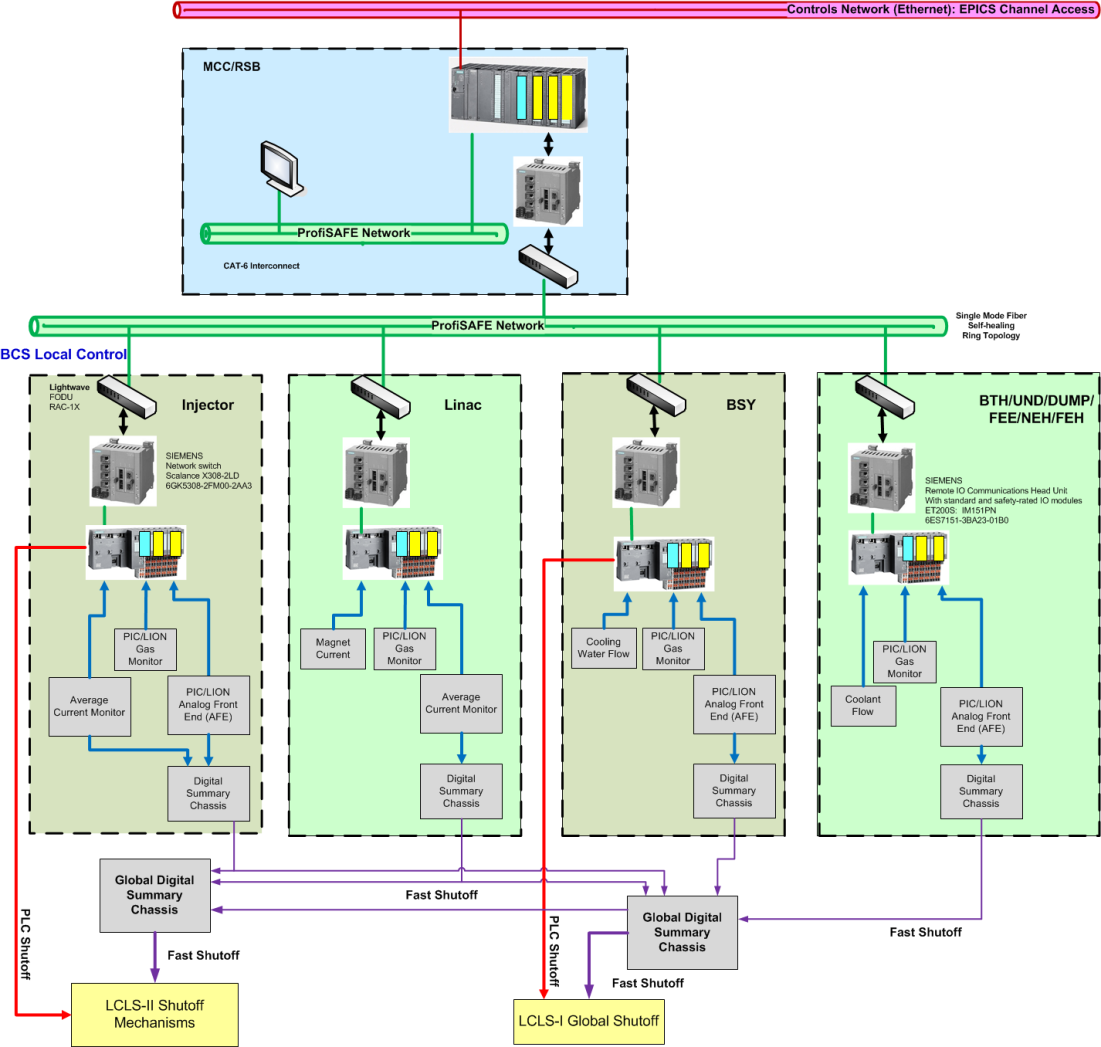 Controls Network (Ethernet): EPICS Channel Access
MCC/RSB
ProfiSAFE Network
CAT-6 Interconnect
ProfiSAFE Network
Single Mode Fiber
Self-healing
Ring Topology
BCS Local Control
Lightwave
FODU
RAC-1X
Injector
SIEMENS
Network switch
Scalance X308-2LD
6GK5308-2FM00-2AA3
PIC/LION
Gas
Monitor
Average
Current Monitor
PIC/LION
Analog Front
End (AFE)
Digital
Summary
Chassis
Linac
Magnet
Current
PIC/LION
Gas
Monitor
Average
Current Monitor
Digital
Summary
Chassis
BSY
Cooling
Water Flow
PIC/LION
Gas
Monitor
PIC/LION
Analog Front
End (AFE)
Digital
Summary
Chassis
BTH/UND/DUMP/
FEE/NEH/FEH
SIEMENS
Remote IO Communications Head Unit
With standard and safety-rated IO modules
ET200S:  IM151PN
6ES7151-3BA23-01B0
PIC/LION
Gas
Monitor
Coolant
Flow
PIC/LION
Analog Front
End (AFE)
Digital
Summary
Chassis
Global Digital
Summary
Chassis
Fast Shutoff
Global Digital
Summary
Chassis
Fast Shutoff
PLC Shutoff
Fast Shutoff
PLC Shutoff
Fast Shutoff
LCLS-II Shutoff
Mechanisms
LCLS-I Global Shutoff